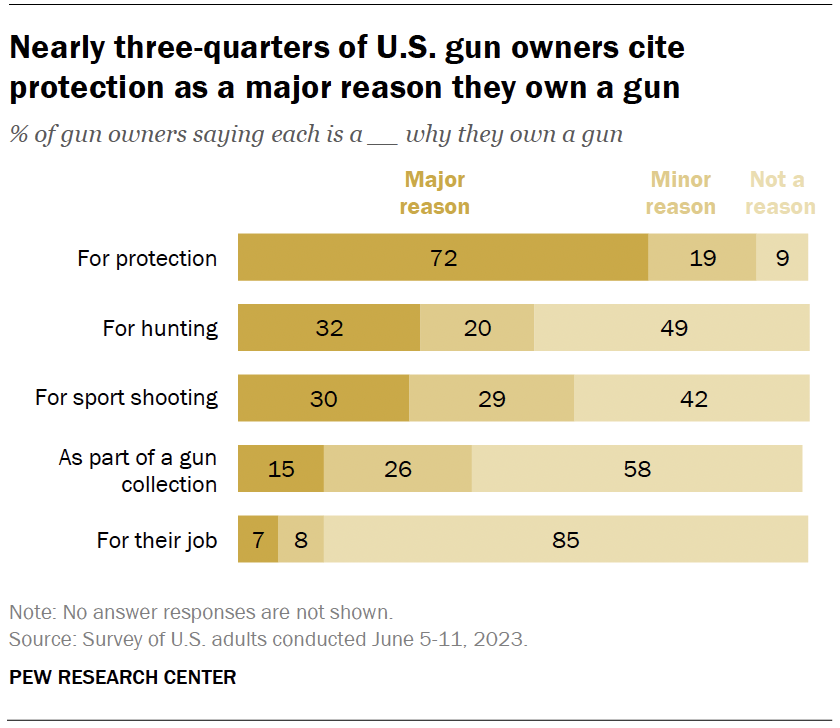 Nearly three-quarters of U.S. gun owners cite
protection as a major reason they own a gun
% of gun owners saying each is a __ why they own a gun
Major
reason
Minor
reason
Not a
reason
For protection 72 19 9
For hunting 32 20 49
For sport shooting 30 29 42
As part of a gun
collection 15 26 58
For their job 7 8 85
Note: No answer responses are not shown.
Source: Survey of U.S. adults conducted June 5-11, 2023.
PEW RESEARCH CENTER